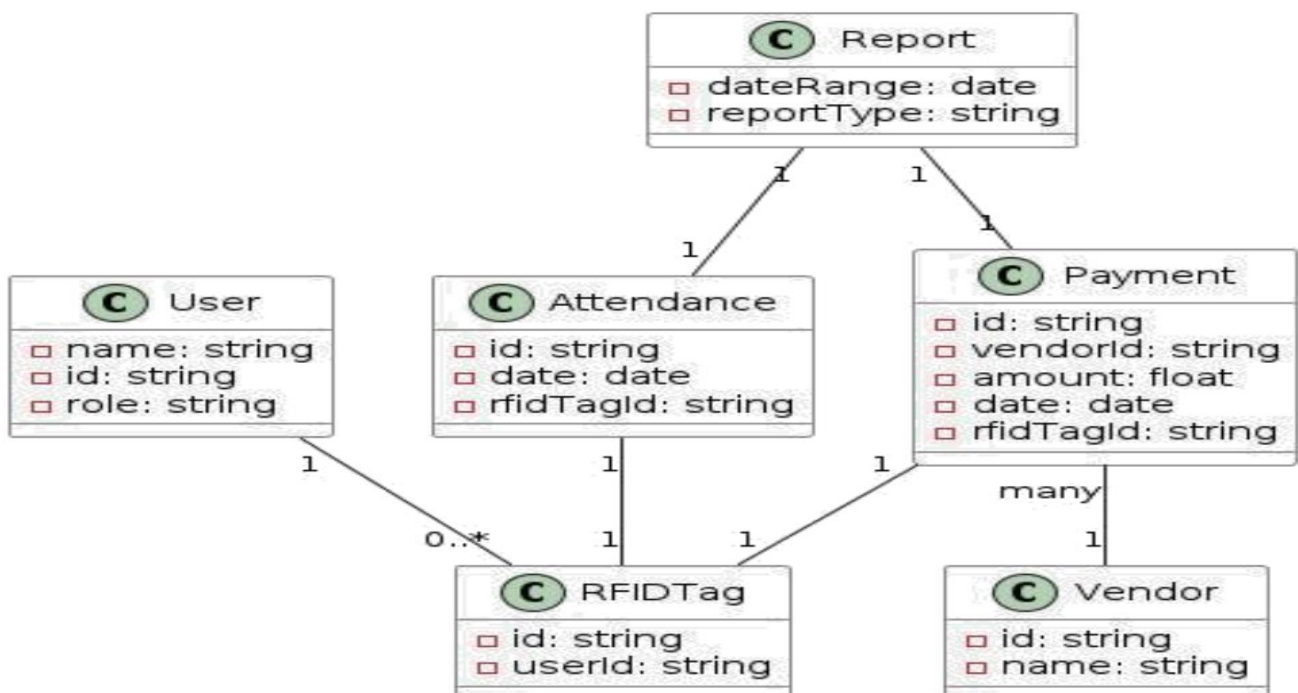 C Report
dateRange: date
reportType: string
1
1
1
1
C User
name: string
id: string
role: string
C Attendance
id: string
date: date
rfidTagId: string
C Payment
id: string
vendorId: string
amount: float
date: date
rfidTagId: string
1
1
1
many
0..*
1
1
1
C RFIDTag
id: string
userId: string
C Vendor
id: string
name: string